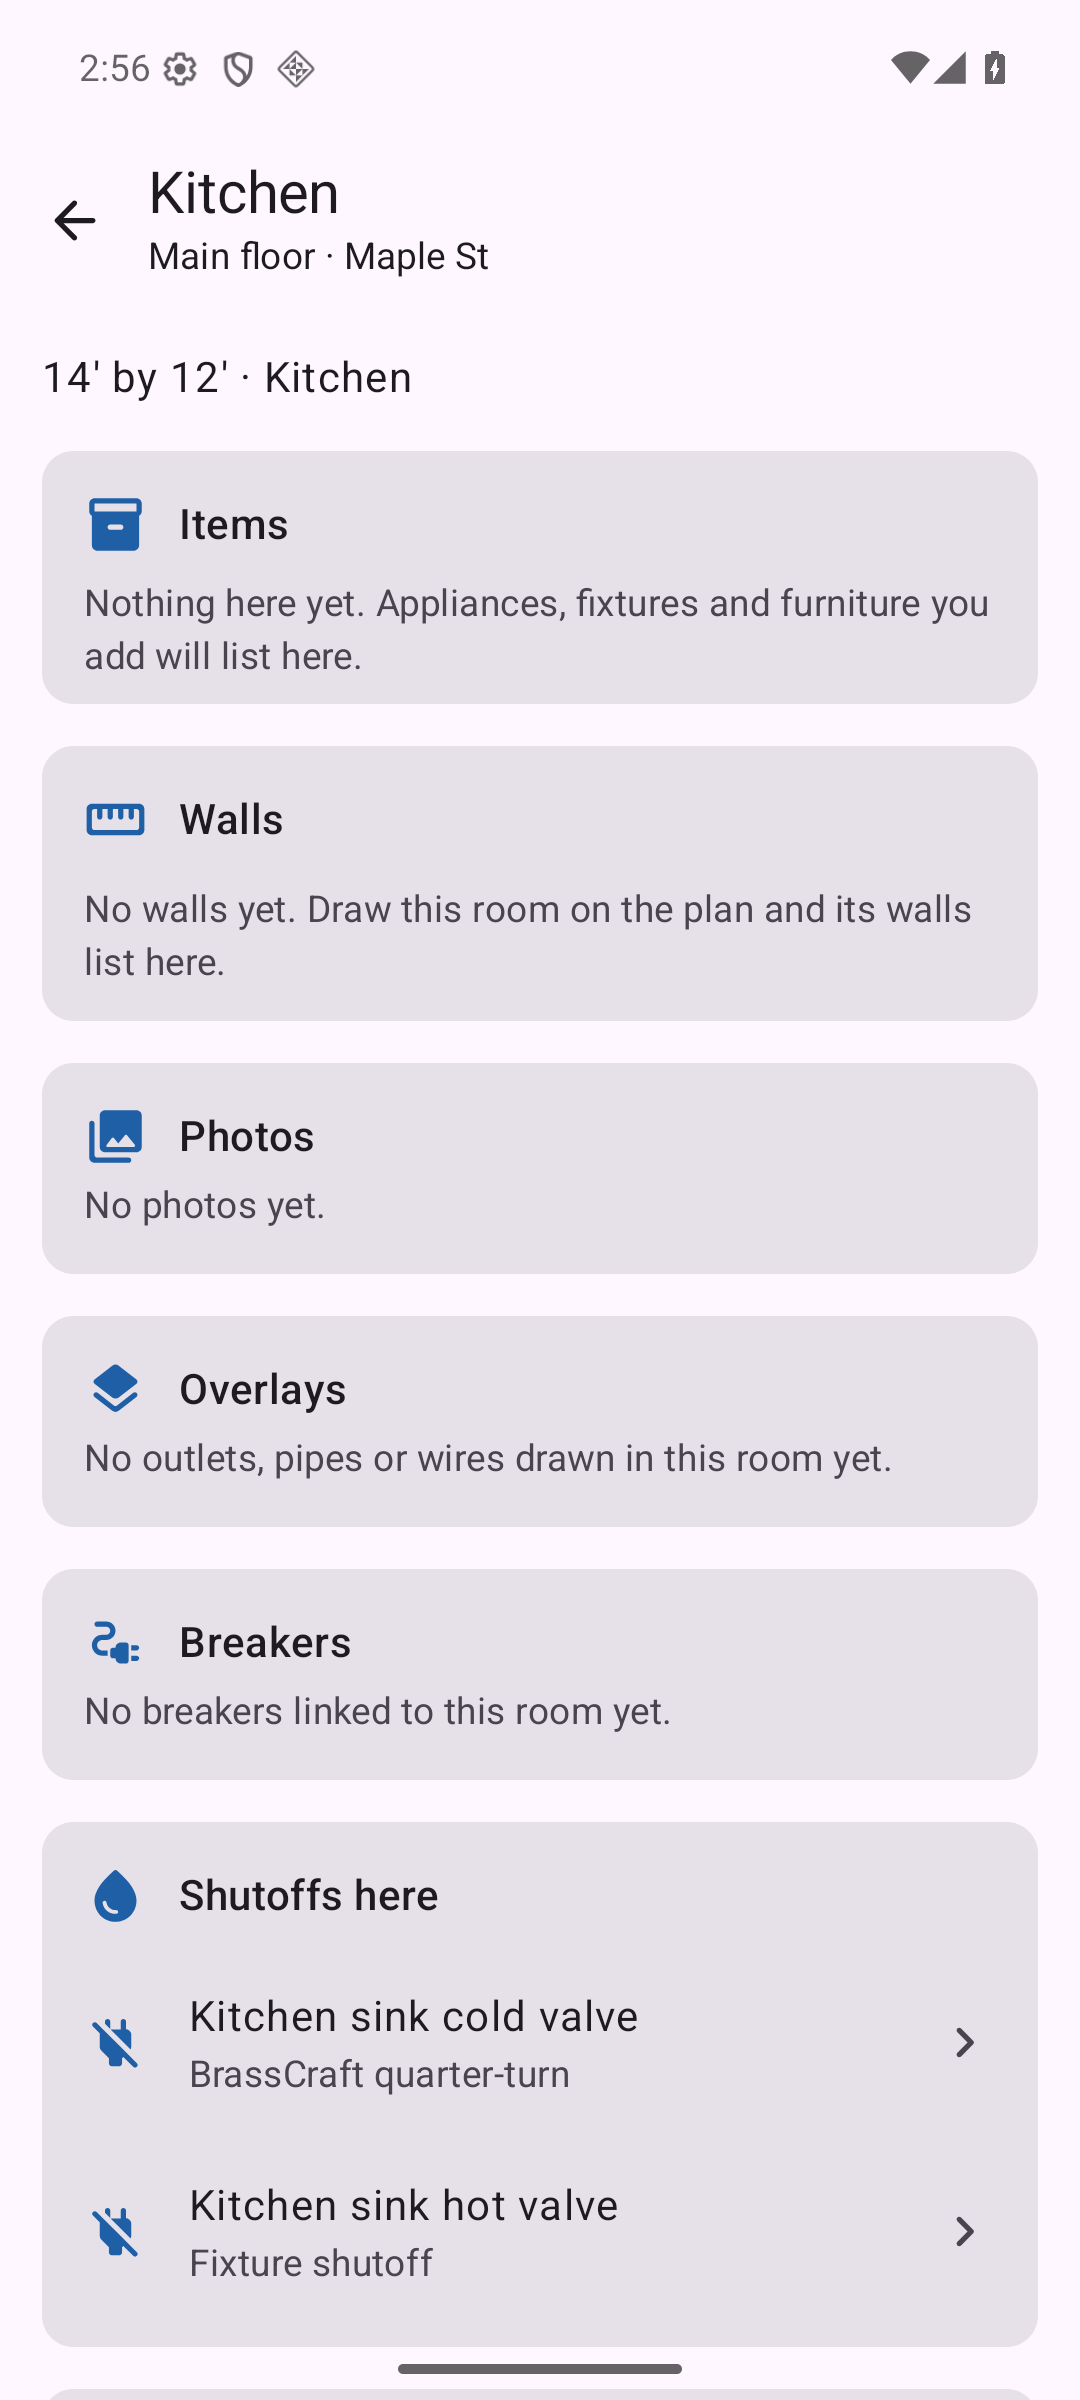 2:56
Kitchen
Main floor · Maple St
14' by 12' · Kitchen
Items
Nothing here yet. Appliances, fixtures and furniture you
add will list here.
Walls
No walls yet. Draw this room on the plan and its walls
list here.
Photos
No photos yet.
Overlays
No outlets, pipes or wires drawn in this room yet.
Breakers
No breakers linked to this room yet.
Shutoffs here
Kitchen sink cold valve
BrassCraft quarter-turn
Kitchen sink hot valve
Fixture shutoff